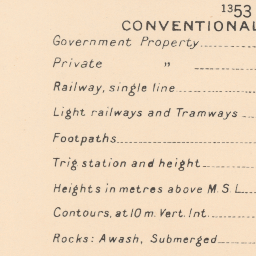 1353
CONVENTIONAL
Government Property
Private "
Railway, single line
Light railways and Tramways
Footpaths
Trig station and height
Heights in metres above M.S.L.
Contours, at 10 m. Vert. Int.
Rocks: Awash, Submerged